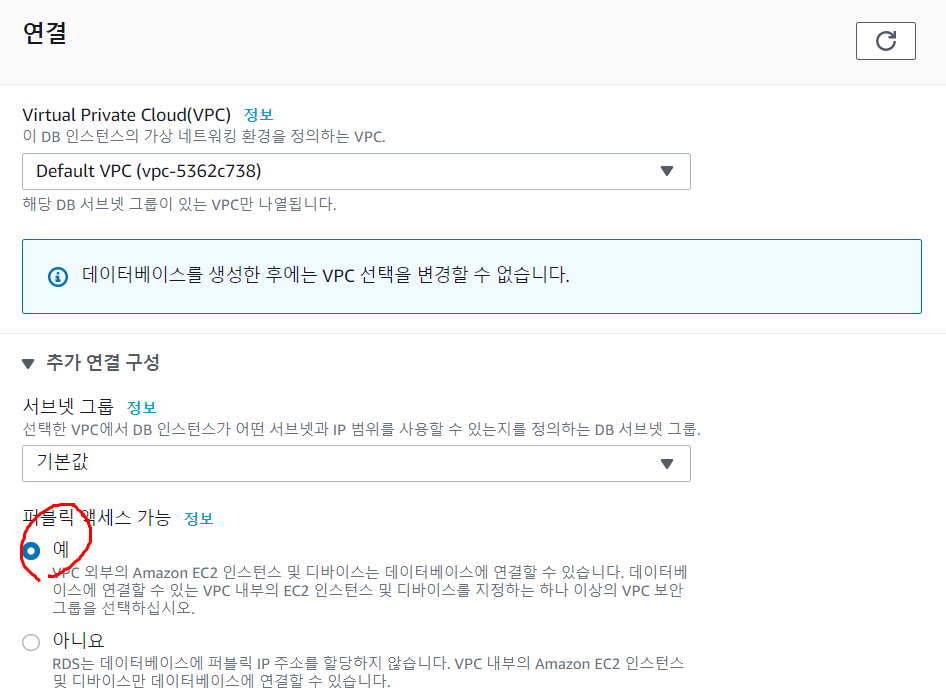 연결
Virtual Private Cloud(VPC) 정보
이 DB 인스턴스의 가상 네트워킹 환경을 정의하는 VPC.
Default VPC (vpc-5362c738)
해당 DB 서브넷 그룹이 있는 VPC만 나열됩니다.
데이터베이스를 생성한 후에는 VPC 선택을 변경할 수 없습니다.
추가 연결 구성
서브넷 그룹 정보
선택한 VPC에서 DB 인스턴스가 어떤 서브넷과 IP 범위를 사용할 수 있는지를 정의하는 DB 서브넷 그룹.
기본값
퍼블릭 액세스 가능 정보
예
VPC 외부의 Amazon EC2 인스턴스 및 디바이스는 데이터베이스에 연결할 수 있습니다. 데이터베
이스에 연결할 수 있는 VPC 내부의 EC2 인스턴스 및 디바이스를 지정하는 하나 이상의 VPC 보안
그룹을 선택하십시오.
아니요
RDS는 데이터베이스에 퍼블릭 IP 주소를 할당하지 않습니다. VPC 내부의 Amazon EC2 인스턴스
및 디바이스만 데이터베이스에 연결할 수 있습니다.